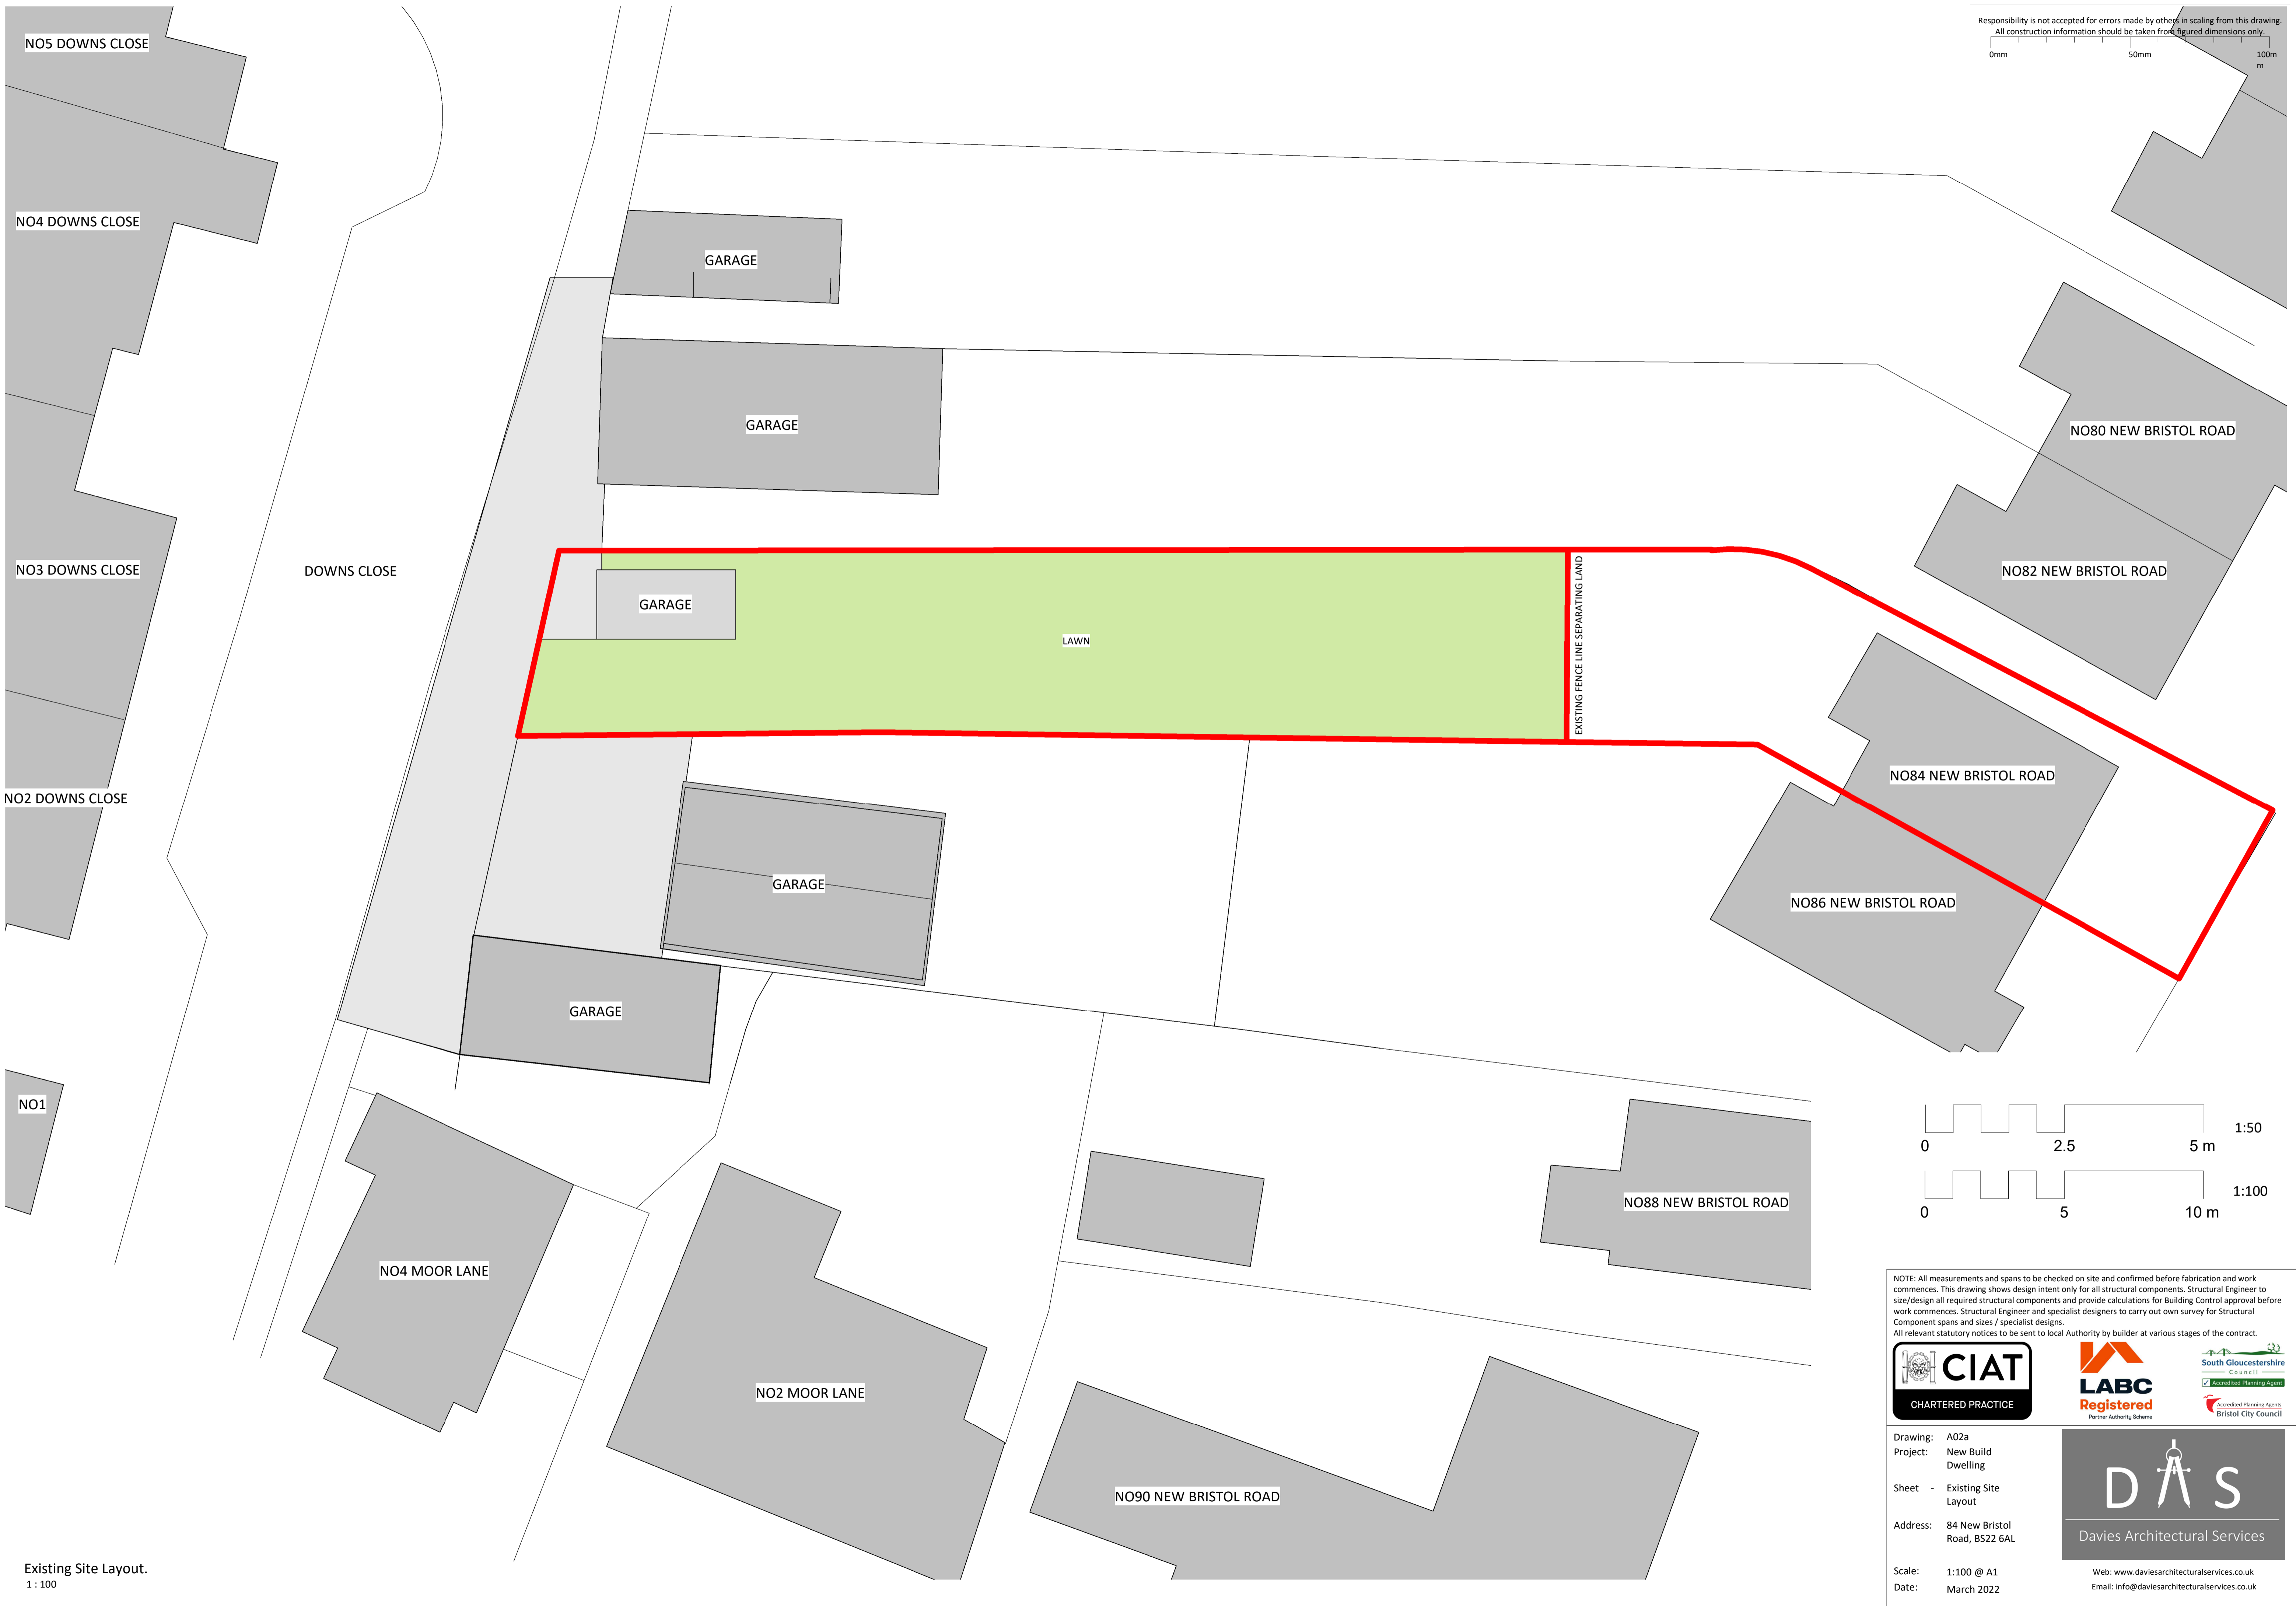 Responsibility is not accepted for errors made by others in scaling from this drawing.
All construction information should be taken from figured dimensions only.
0mm 50mm 100m
m
NO5 DOWNS CLOSE
NO4 DOWNS CLOSE
GARAGE
GARAGE
NO80 NEW BRISTOL ROAD
NO3 DOWNS CLOSE
DOWNS CLOSE
NO82 NEW BRISTOL ROAD
GARAGE
LAWN
EXISTING FENCE LINE SEPARATING LAND
NO84 NEW BRISTOL ROAD
NO2 DOWNS CLOSE
GARAGE
NO86 NEW BRISTOL ROAD
GARAGE
NO1
NO88 NEW BRISTOL ROAD
NO4 MOOR LANE
NO2 MOOR LANE
NO90 NEW BRISTOL ROAD
1:50
0 2.5 5 m
1:100
0 5 10 m
NOTE: All measurements and spans to be checked on site and confirmed before fabrication and work
commences. This drawing shows design intent only for all structural components. Structural Engineer to
size/design all required structural components and provide calculations for Building Control approval before
work commences. Structural Engineer and specialist designers to carry out own survey for Structural
Component spans and sizes / specialist designs.
All relevant statutory notices to be sent to local Authority by builder at various stages of the contract.
CIAT
CHARTERED PRACTICE
LABC
Registered
Partner Authority Scheme
South Gloucestershire
Council
Accredited Planning Agent
Accredited Planning Agents
Bristol City Council
Drawing: A02a
Project: New Build
Dwelling
Sheet - Existing Site
Layout
Address: 84 New Bristol
Road, BS22 6AL
Scale: 1:100 @ A1
Date: March 2022
D A S
Davies Architectural Services
Web: www.daviesarchitecturalservices.co.uk
Email: info@daviesarchitecturalservices.co.uk
Existing Site Layout.
1 : 100